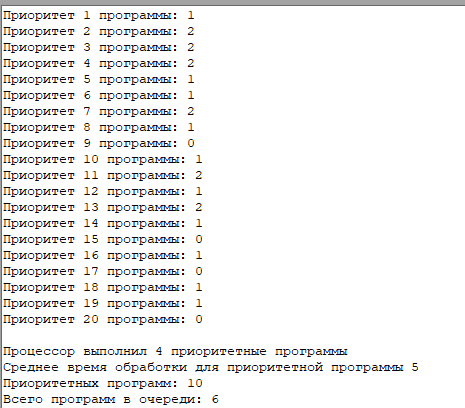 Приоритет 1 программы: 1
Приоритет 2 программы: 2
Приоритет 3 программы: 2
Приоритет 4 программы: 2
Приоритет 5 программы: 1
Приоритет 6 программы: 1
Приоритет 7 программы: 2
Приоритет 8 программы: 1
Приоритет 9 программы: 0
Приоритет 10 программы: 1
Приоритет 11 программы: 2
Приоритет 12 программы: 1
Приоритет 13 программы: 2
Приоритет 14 программы: 1
Приоритет 15 программы: 0
Приоритет 16 программы: 1
Приоритет 17 программы: 0
Приоритет 18 программы: 1
Приоритет 19 программы: 1
Приоритет 20 программы: 0
Процессор выполнил 4 приоритетные программы
Среднее время обработки для приоритетной программы 5
Приоритетных программ: 10
Всего программ в очереди: 6